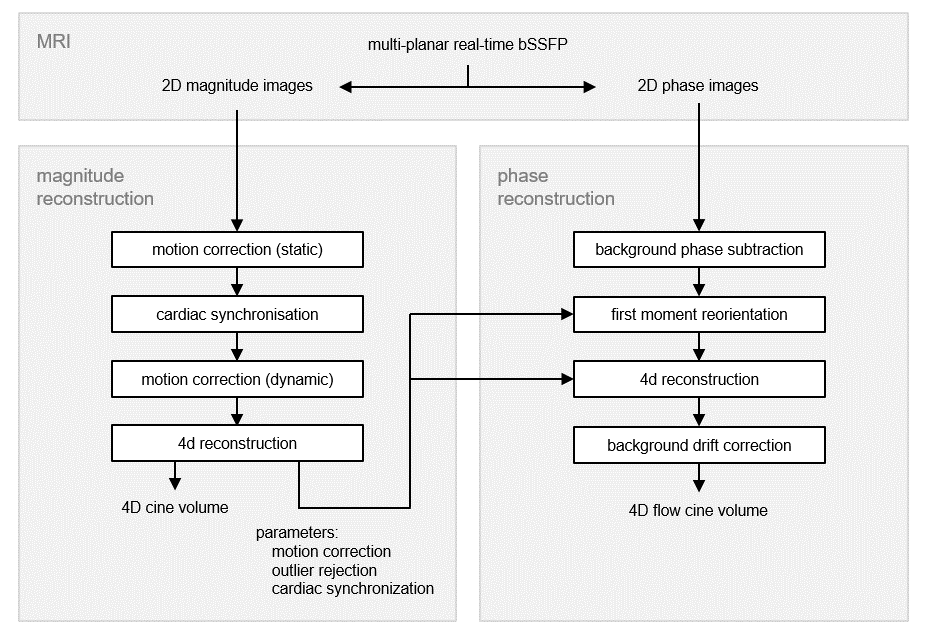 MRI
multi-planar real-time bSSFP
2D magnitude images
2D phase images
magnitude
reconstruction
motion correction (static)
cardiac synchronisation
motion correction (dynamic)
4d reconstruction
4D cine volume
parameters:
motion correction
outlier rejection
cardiac synchronization
phase
reconstruction
background phase subtraction
first moment reorientation
4d reconstruction
background drift correction
4D flow cine volume